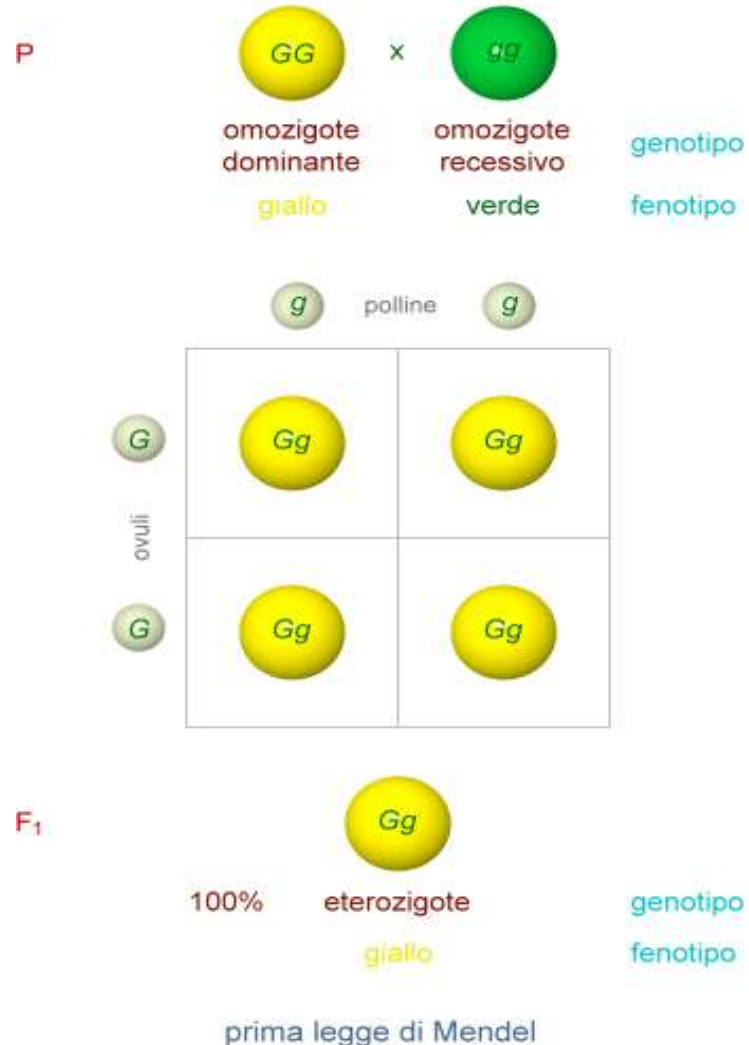 P GG x gg
omozigote dominante omozigote recessivo genotipo
giallo verde fenotipo
g polline g
G Gg Gg
ovuli
G Gg Gg
F₁ Gg
100% eterozigote genotipo
giallo fenotipo
prima legge di Mendel